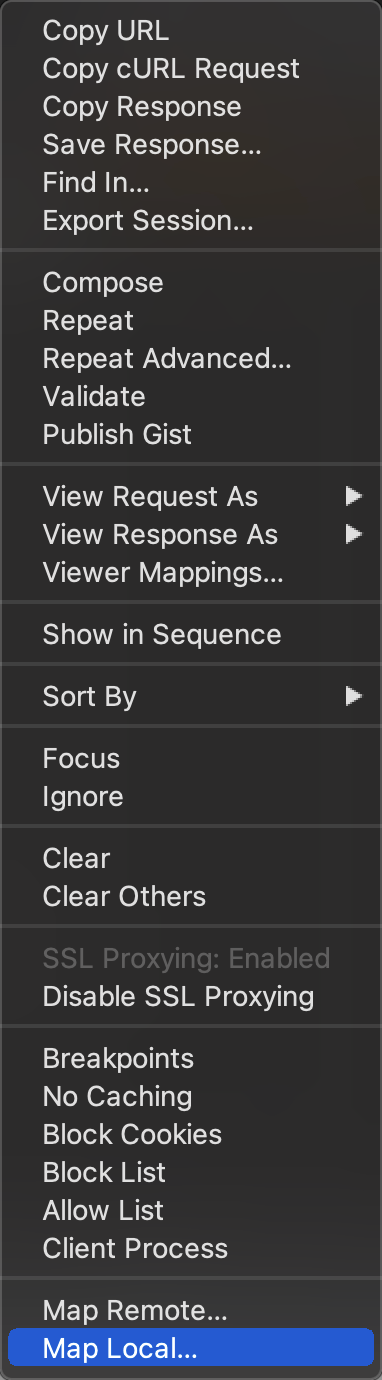 Copy URL
Copy cURL Request
Copy Response
Save Response...
Find In...
Export Session...
Compose
Repeat
Repeat Advanced...
Validate
Publish Gist
View Request As
View Response As
Viewer Mappings...
Show in Sequence
Sort By
Focus
Ignore
Clear
Clear Others
SSL Proxying: Enabled
Disable SSL Proxying
Breakpoints
No Caching
Block Cookies
Block List
Allow List
Client Process
Map Remote...
Map Local...